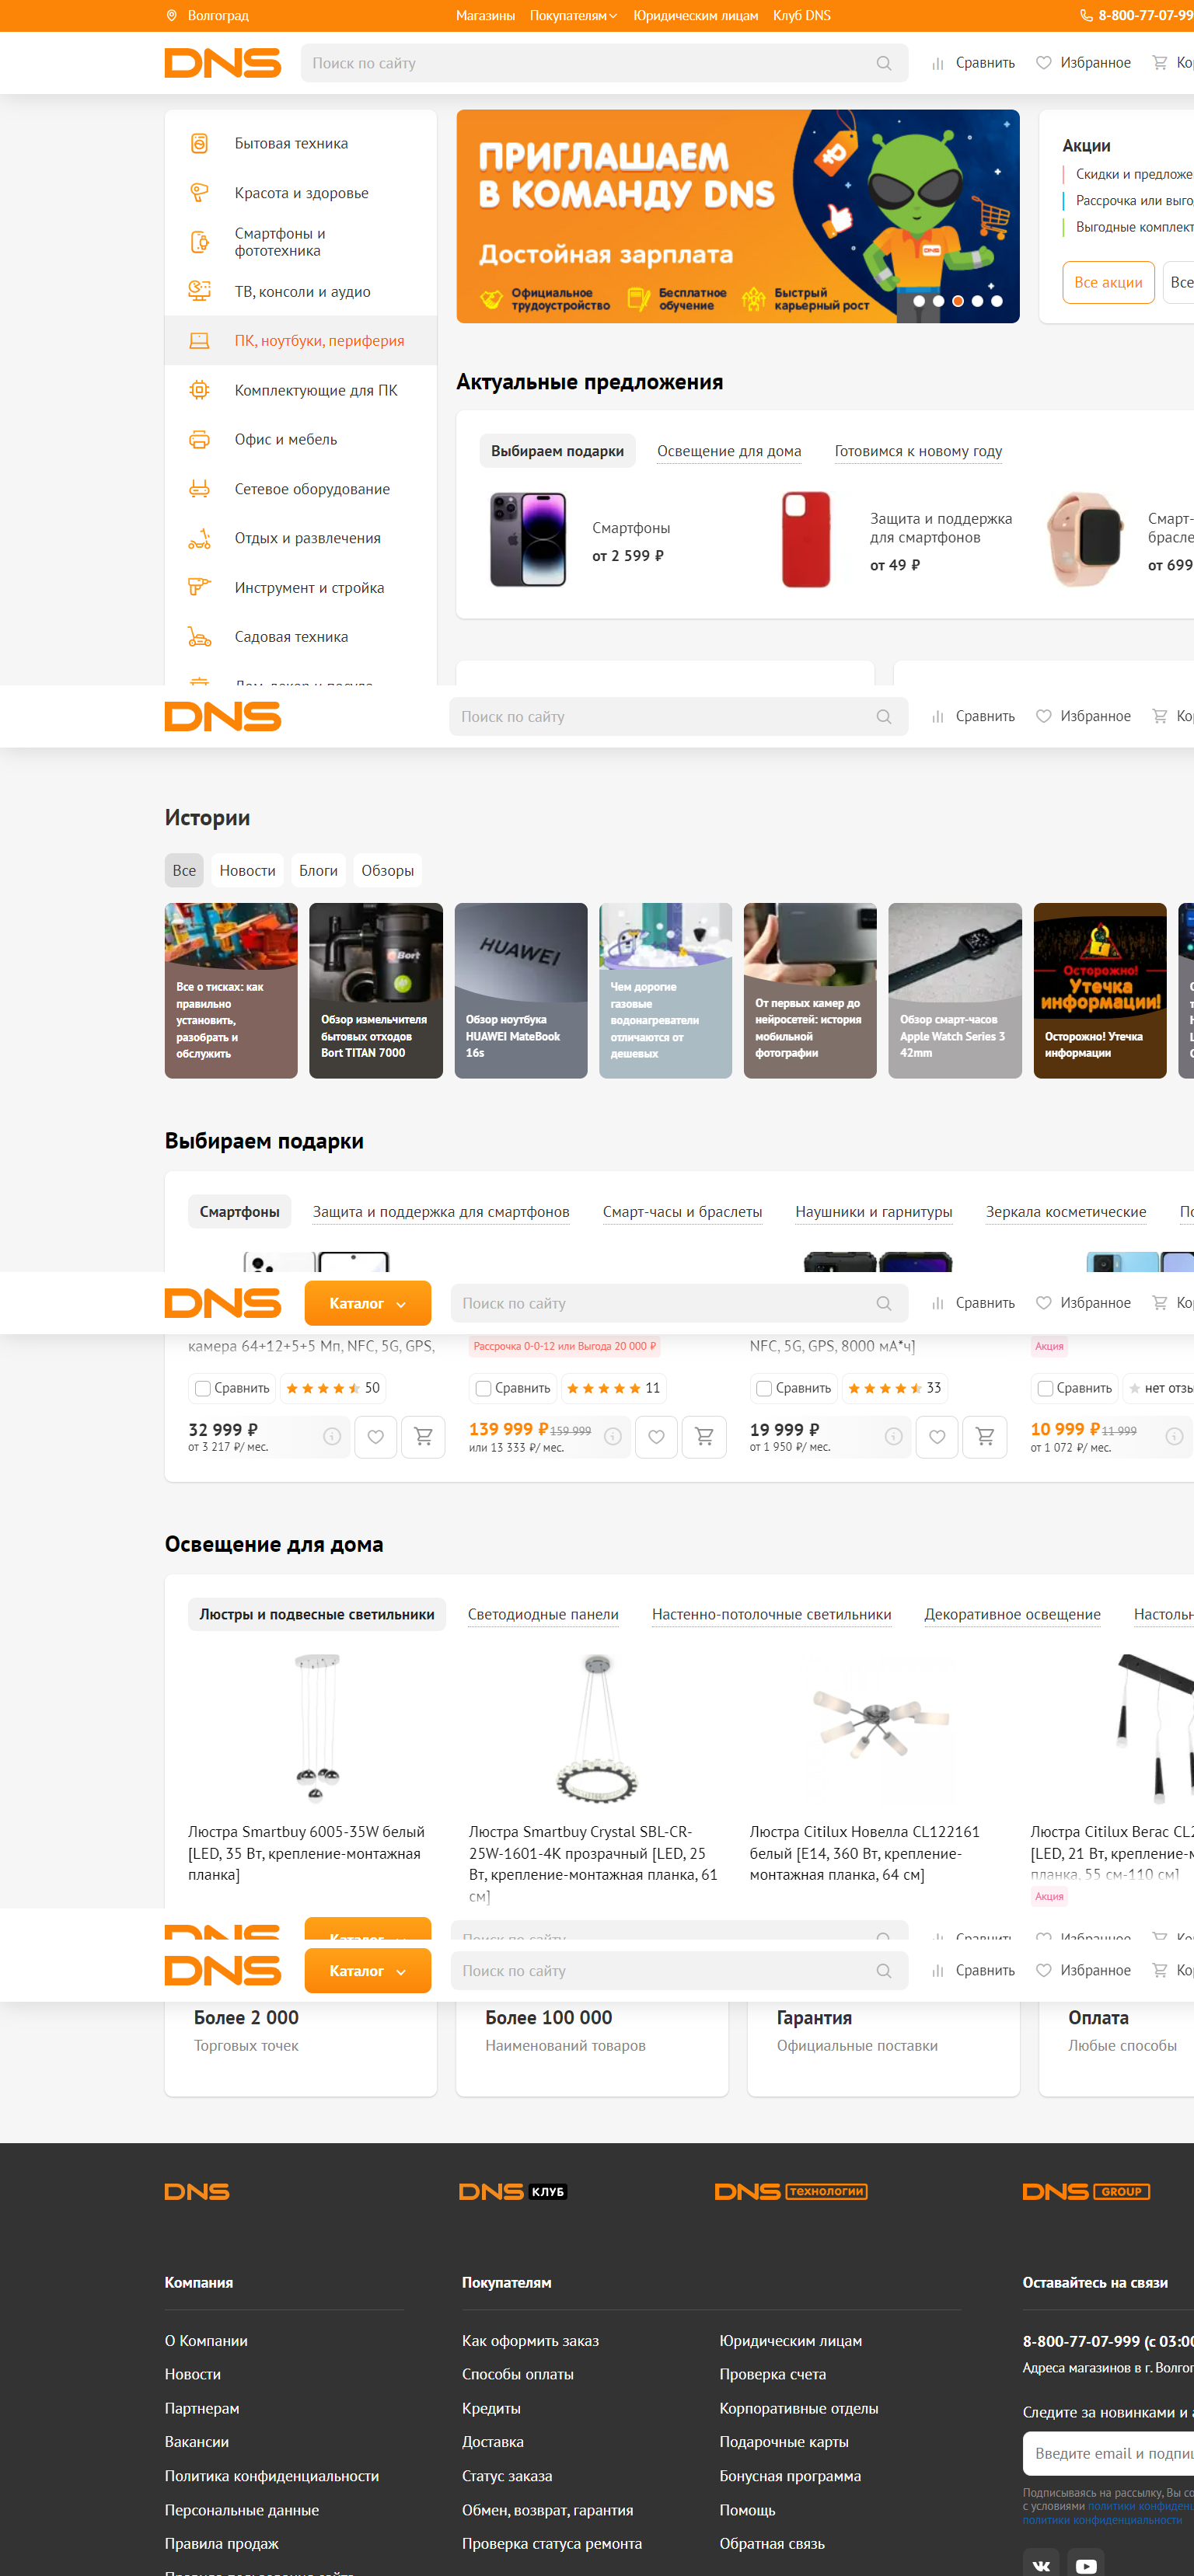 Волгоград
Магазины Покупателям Юридическим лицам Клуб DNS
8-800-77-07-99
DNS
Поиск по сайту
Сравнить Избранное
Бытовая техника
Красота и здоровье
Смартфоны и
фототехника
ТВ, консоли и аудио
ПК, ноутбуки, периферия
Комплектующие для ПК
Офис и мебель
Сетевое оборудование
Отдых и развлечения
Инструмент и стройка
Садовая техника
ПРИГЛАШАЕМ
В КОМАНДУ DNS
Достойная зарплата
Официальное
трудоустройство
Бесплатное
обучение
Быстрый
карьерный рост
DNS
Акции
Скидки и предложе
Рассрочка или выго
Выгодные комплект
Все акции Все
Актуальные предложения
Выбираем подарки Освещение для дома Готовимся к новому году
Смартфоны
от 2 599 ₽
Защита и поддержка
для смартфонов
от 49 ₽
Смарт-
брасле
от 699
DNS
Поиск по сайту
Сравнить Избранное
Истории
Все Новости Блоги Обзоры
Все о тисках: как
правильно
установить,
разобрать и
обслужить
Bort
Обзор измельчителя
бытовых отходов
Bort TITAN 7000
HUAWEI
Обзор ноутбука
HUAWEI MateBook
16s
Чем дорогие
газовые
водонагреватели
отличаются от
дешевых
От первых камер до
нейросетей: история
мобильной
фотографии
Обзор смарт-часов
Apple Watch Series 3
42mm
Осторожно!
Утечка
информации!
Осторожно! Утечка
информации
Выбираем подарки
Смартфоны Защита и поддержка для смартфонов Смарт-часы и браслеты Наушники и гарнитуры Зеркала косметические
DNS
Каталог
Поиск по сайту
Сравнить Избранное
камера 64+12+5+5 Мп, NFC, 5G, GPS,
Сравнить 50
32 999 ₽
от 3 217 ₽/ мес.
Рассрочка 0-0-12 или Выгода 20 000 ₽
Сравнить 11
139 999 ₽ 159 999
или 13 333 ₽/ мес.
NFC, 5G, GPS, 8000 мА*ч]
Сравнить 33
19 999 ₽
от 1 950 ₽/ мес.
Акция
Сравнить нет отзы
10 999 ₽ 11 999
от 1 072 ₽/ мес.
Освещение для дома
Люстры и подвесные светильники Светодиодные панели Настенно-потолочные светильники Декоративное освещение Настольн
Люстра Smartbuy 6005-35W белый
[LED, 35 Вт, крепление-монтажная
планка]
Люстра Smartbuy Crystal SBL-CR-
25W-1601-4K прозрачный [LED, 25
Вт, крепление-монтажная планка, 61
см]
Люстра Citilux Новелла CL122161
белый [E14, 360 Вт, крепление-
монтажная планка, 64 см]
Люстра Citilux Вегас CL2
[LED, 21 Вт, крепление-м
планка, 55 см-110 см]
Акция
DNS
Каталог
Поиск по сайту
Сравнить Избранное
DNS
Каталог
Поиск по сайту
Сравнить Избранное
Более 2 000
Торговых точек
Более 100 000
Наименований товаров
Гарантия
Официальные поставки
Оплата
Любые способы
DNS
DNS КЛУБ
DNS ТЕХНОЛОГИИ
DNS GROUP
Компания
О Компании
Новости
Партнерам
Вакансии
Политика конфиденциальности
Персональные данные
Правила продаж
Покупателям
Как оформить заказ
Способы оплаты
Кредиты
Доставка
Статус заказа
Обмен, возврат, гарантия
Проверка статуса ремонта
Юридическим лицам
Проверка счета
Корпоративные отделы
Подарочные карты
Бонусная программа
Помощь
Обратная связь
Оставайтесь на связи
8-800-77-07-999 (с 03:00
Адреса магазинов в г. Волгог
Следите за новинками и а
Введите email и подпиш
Подписываясь на рассылку, Вы со
с условиями политики конфиденц
политики конфиденциальности